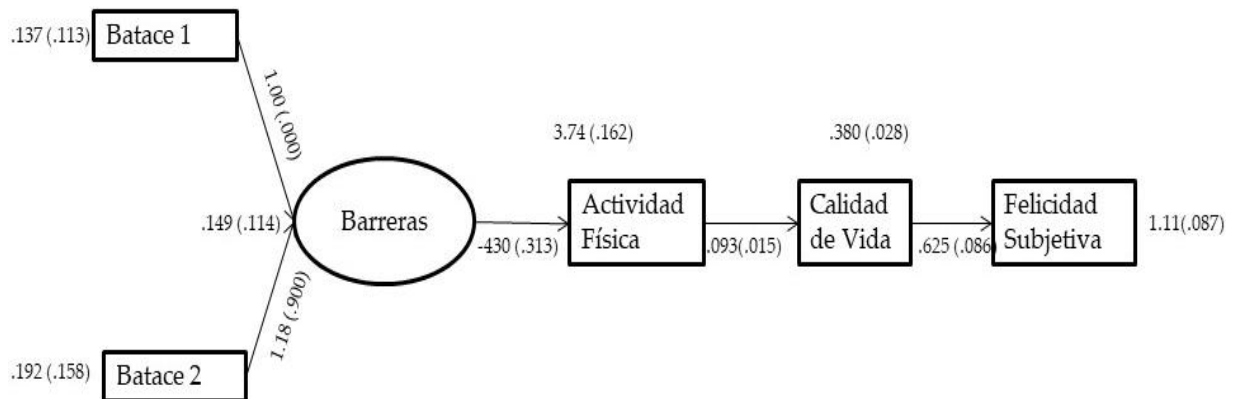 .137 (.113)
Batace 1
1.00 (.000)
3.74 (.162)
.380 (.028)
.149 (.114)
Barreras
-430 (.313)
Actividad
Física
.093(.015)
Calidad
de Vida
.625 (.086)
Felicidad
Subjetiva
1.11(.087)
1.18 (.900)
.192 (.158)
Batace 2